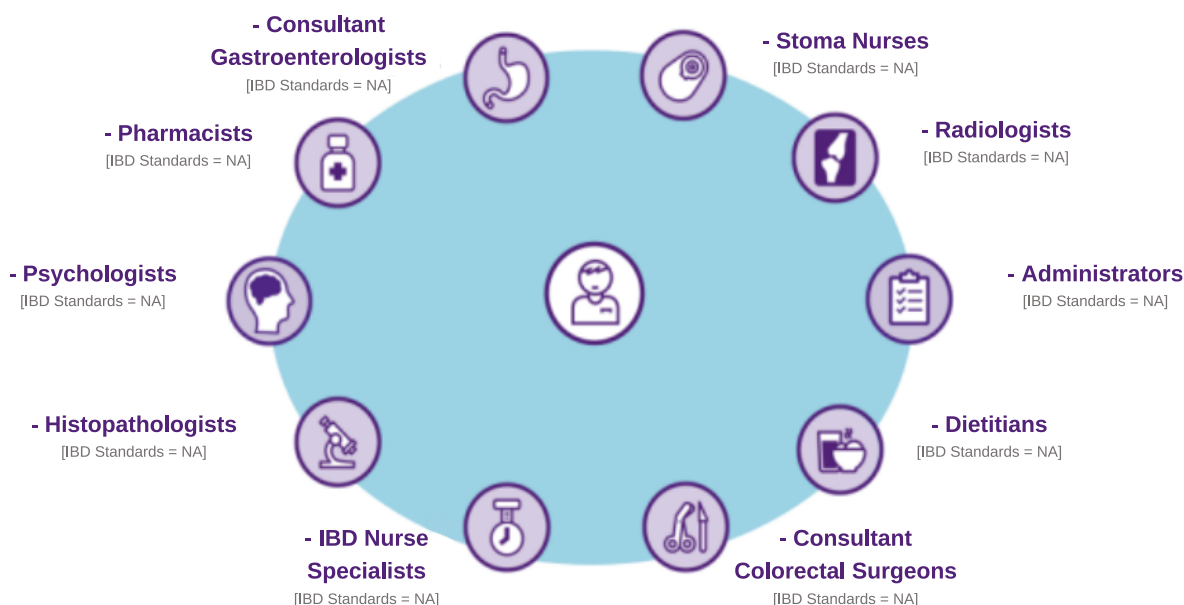 - Consultant
Gastroenterologists
[IBD Standards = NA]
- Stoma Nurses
[IBD Standards = NA]
- Pharmacists
[IBD Standards = NA]
- Radiologists
[IBD Standards = NA]
- Psychologists
[IBD Standards = NA]
- Administrators
[IBD Standards = NA]
- Histopathologists
[IBD Standards = NA]
- Dietitians
[IBD Standards = NA]
- IBD Nurse
Specialists
[IBD Standards = NA]
- Consultant
Colorectal Surgeons
[IBD Standards = NA]